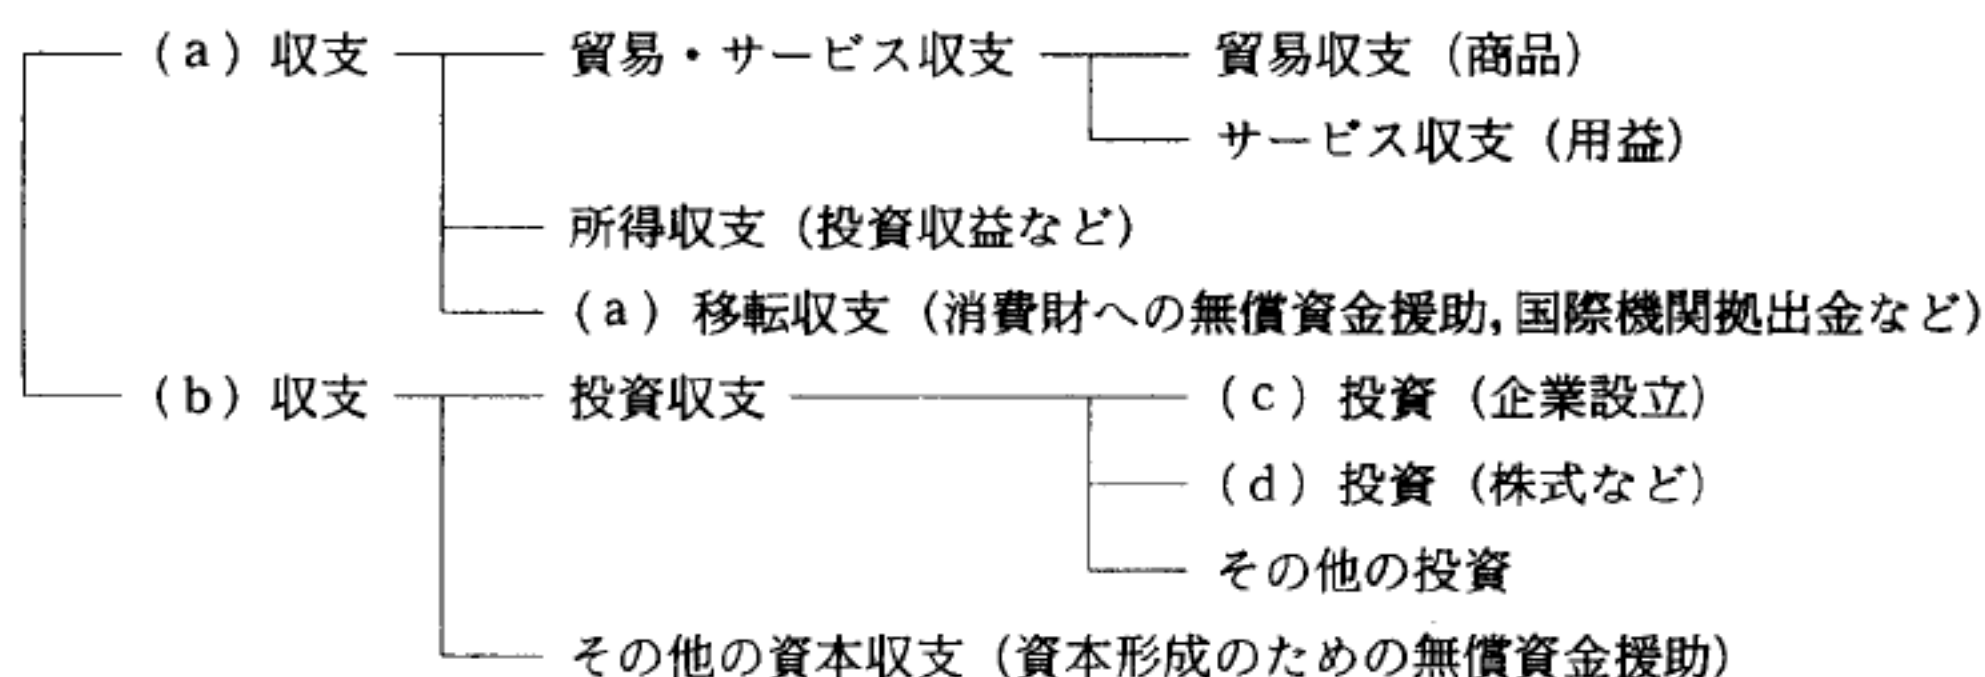 (a)収支 貿易・サービス収支 貿易収支(商品)
サービス収支(用益)
所得収支(投資収益など)
(a)移転収支(消費財への無償資金援助,国際機関拠出金など)
(b)収支 投資収支 (c)投資(企業設立)
(d)投資(株式など)
その他の投資
その他の資本収支(資本形成のための無償資金援助)